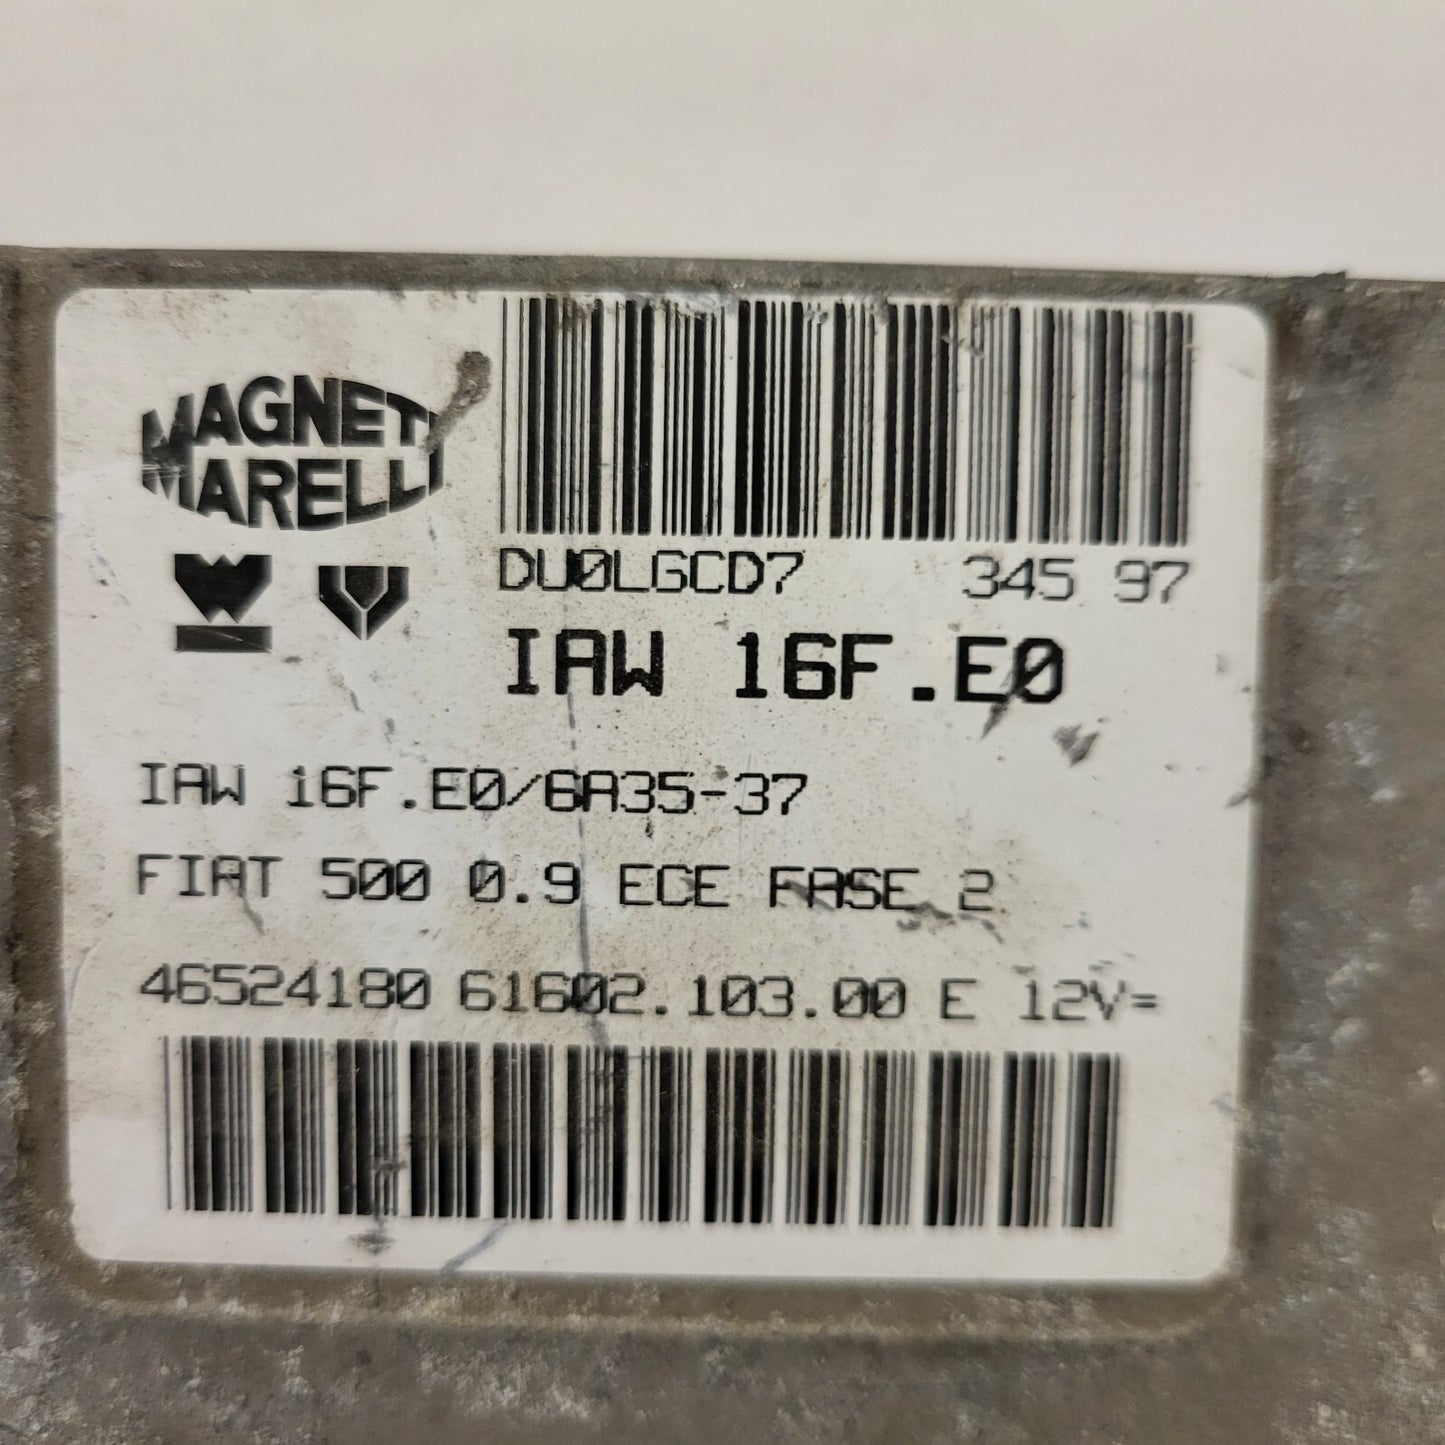 MAGNETI
MARELLI
DU0LGCD7 345 97
IAW 16F.E0
IAW 16F.E0/6A35-37
FIAT 500 0.9 ECE FASE 2
46524180 61602.103.00 E 12V=